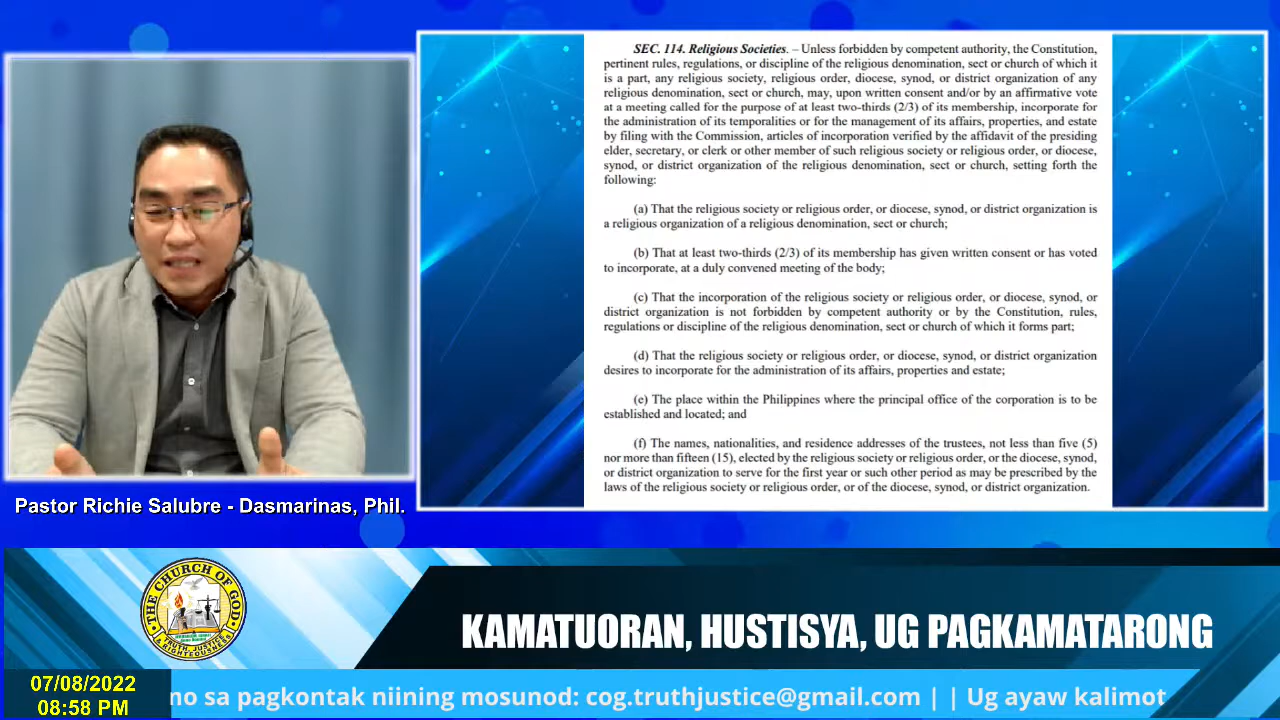 SEC. 114. Religious Societies. – Unless forbidden by competent authority, the Constitution,
pertinent rules, regulations, or discipline of the religious denomination, sect or church of which it
is a part, any religious society, religious order, diocese, synod, or district organization of any
religious denomination, sect or church, may, upon written consent and/or by an affirmative vote
at a meeting called for the purpose of at least two-thirds (2/3) of its membership, incorporate for
the administration of its temporalities or for the management of its affairs, properties, and estate
by filing with the Commission, articles of incorporation verified by the affidavit of the presiding
elder, secretary, or clerk or other member of such religious society or religious order, or diocese,
synod, or district organization of the religious denomination, sect or church, setting forth the
following:
(a) That the religious society or religious order, or diocese, synod, or district organization is
a religious organization of a religious denomination, sect or church;
(b) That at least two-thirds (2/3) of its membership has given written consent or has voted
to incorporate, at a duly convened meeting of the body;
(c) That the incorporation of the religious society or religious order, or diocese, synod, or
district organization is not forbidden by competent authority or by the Constitution, rules,
regulations or discipline of the religious denomination, sect or church of which it forms part;
(d) That the religious society or religious order, or diocese, synod, or district organization
desires to incorporate for the administration of its affairs, properties and estate;
(e) The place within the Philippines where the principal office of the corporation is to be
established and located; and
(f) The names, nationalities, and residence addresses of the trustees, not less than five (5)
nor more than fifteen (15), elected by the religious society or religious order, or the diocese, synod,
or district organization to serve for the first year or such other period as may be prescribed by the
laws of the religious society or religious order, or of the diocese, synod, or district organization.
Pastor Richie Salubre - Dasmarinas, Phil.
THE CHURCH OF GOD
TRUTH, JUSTICE &
RIGHTEOUSNESS
KAMATUORAN, HUSTISYA, UG PAGKAMATARONG
07/08/2022
08:58 PM
mo sa pagkontak niining mosunod: cog.truthjustice@gmail.com | | Ug ayaw kalimot